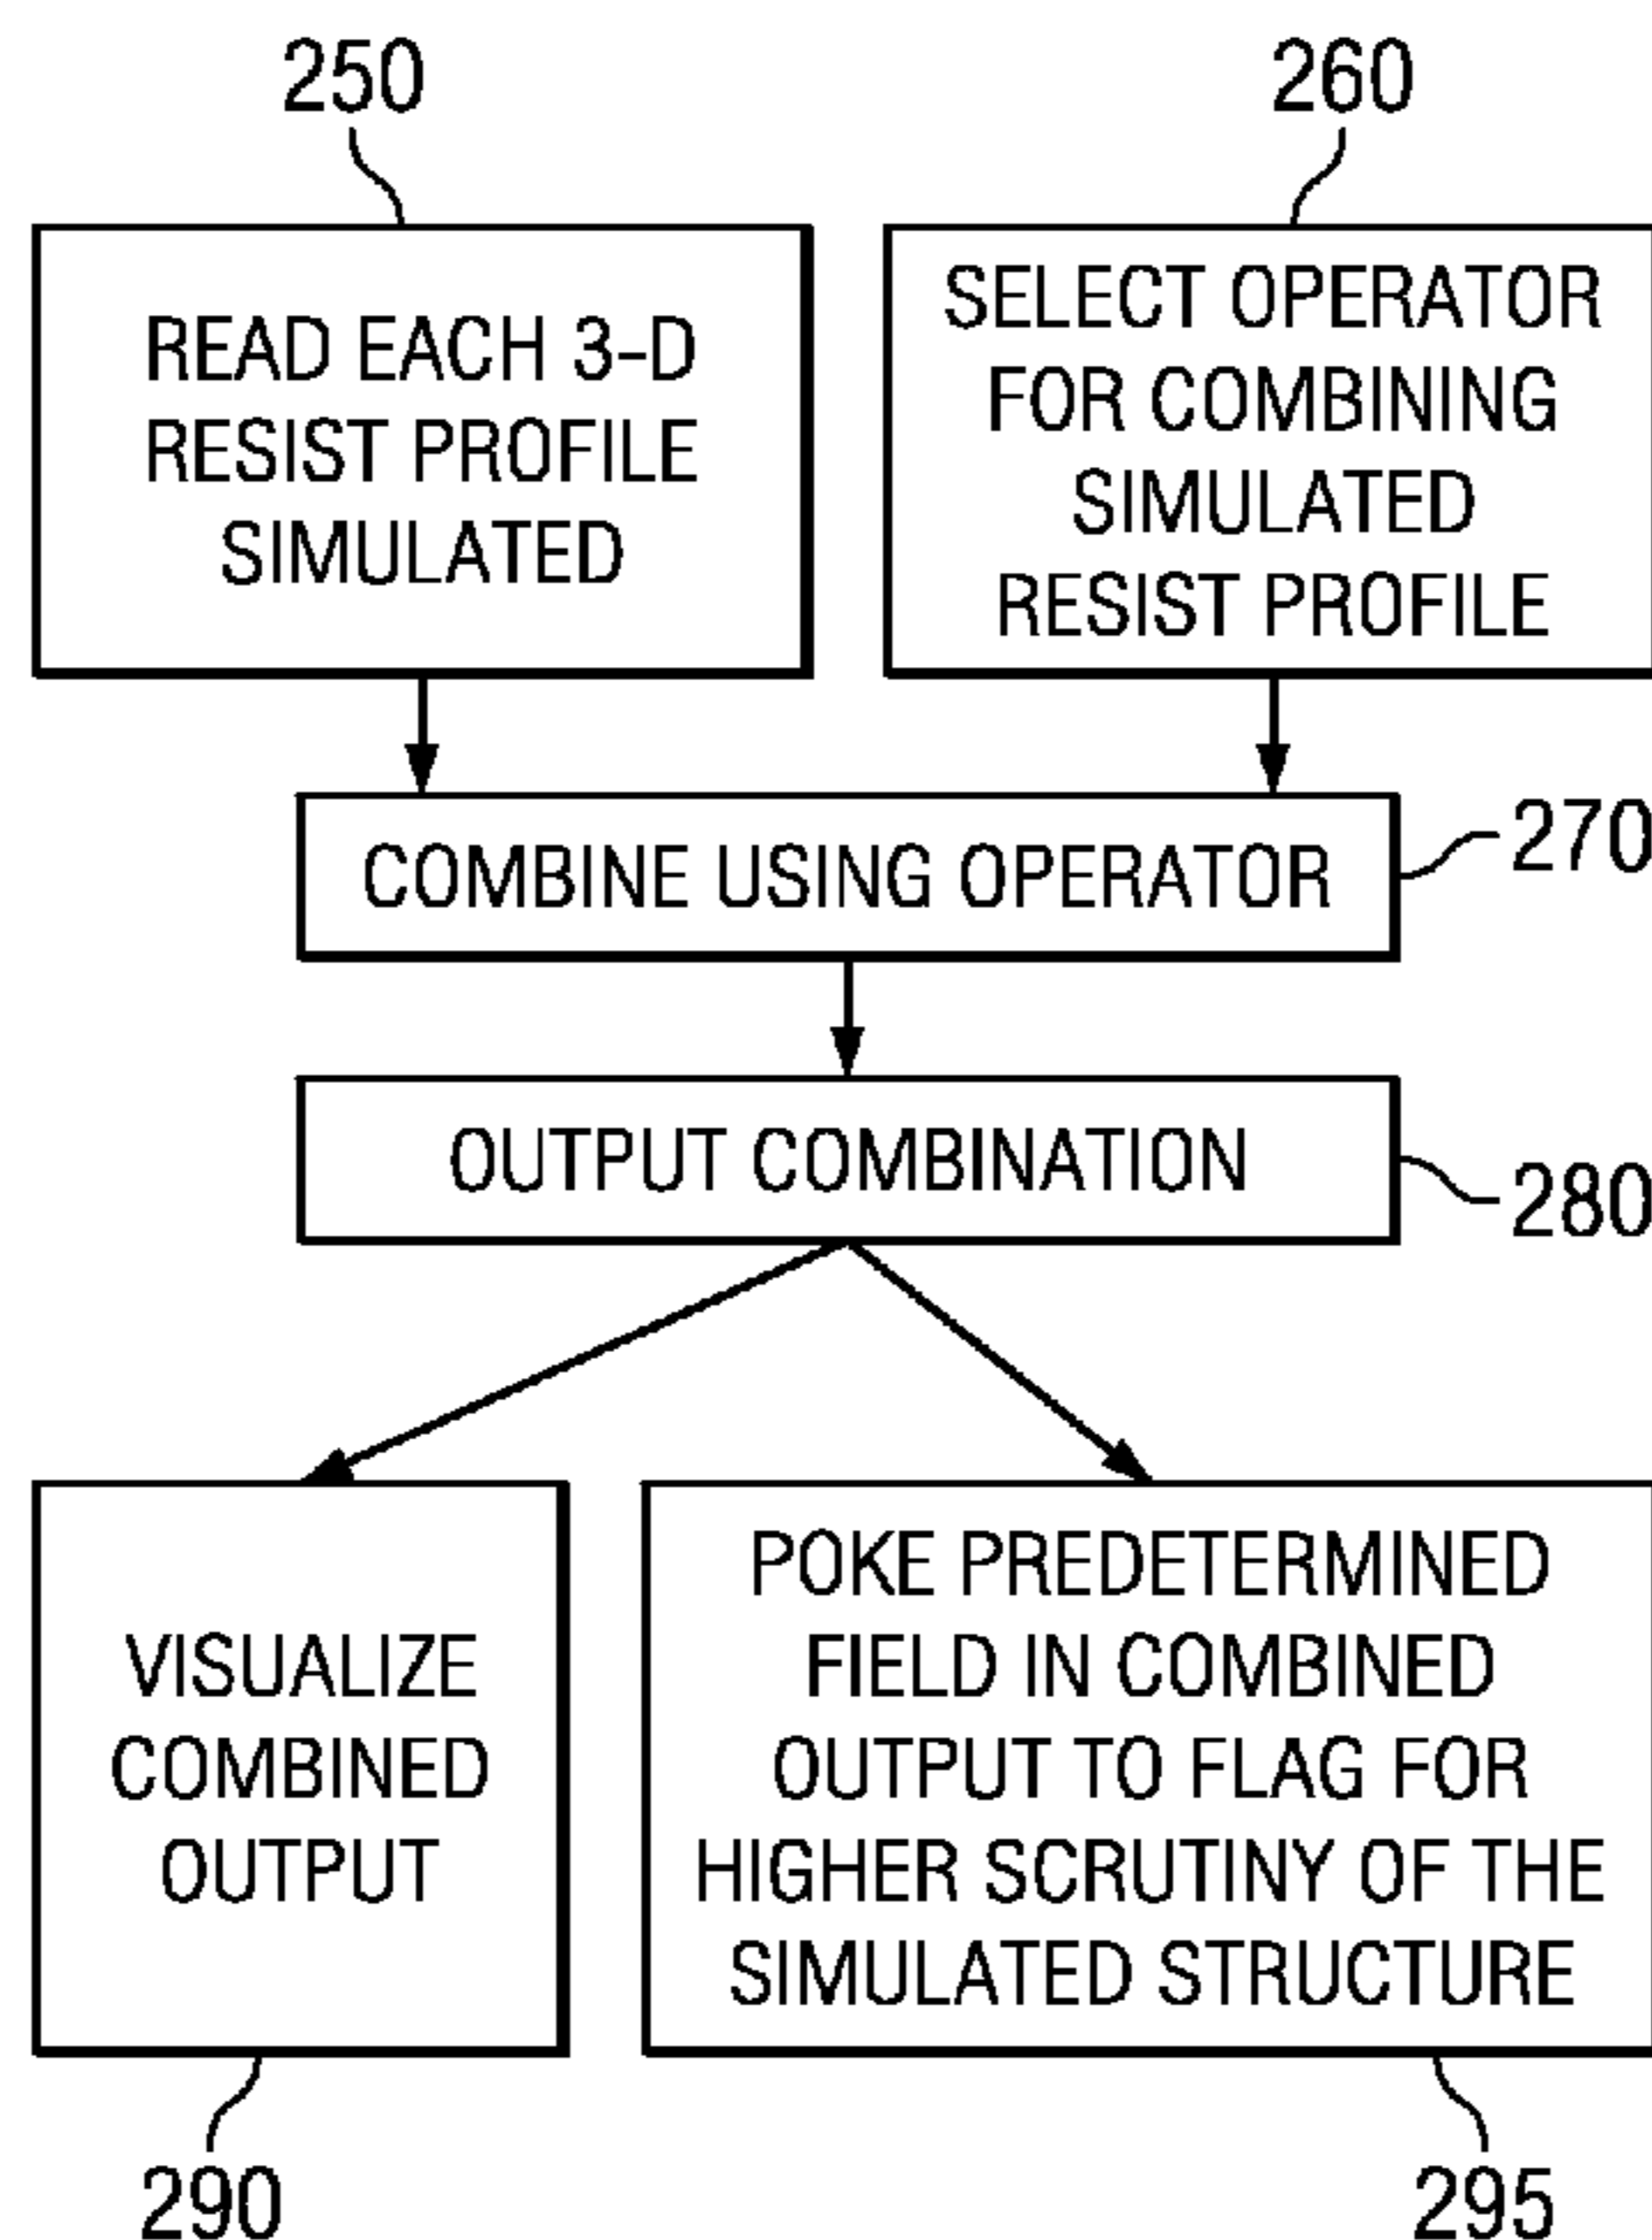 250
260
READ EACH 3-D
RESIST PROFILE
SIMULATED
SELECT OPERATOR
FOR COMBINING
SIMULATED
RESIST PROFILE
COMBINE USING OPERATOR
270
OUTPUT COMBINATION
280
VISUALIZE
COMBINED
OUTPUT
POKE PREDETERMINED
FIELD IN COMBINED
OUTPUT TO FLAG FOR
HIGHER SCRUTINY OF THE
SIMULATED STRUCTURE
290
295